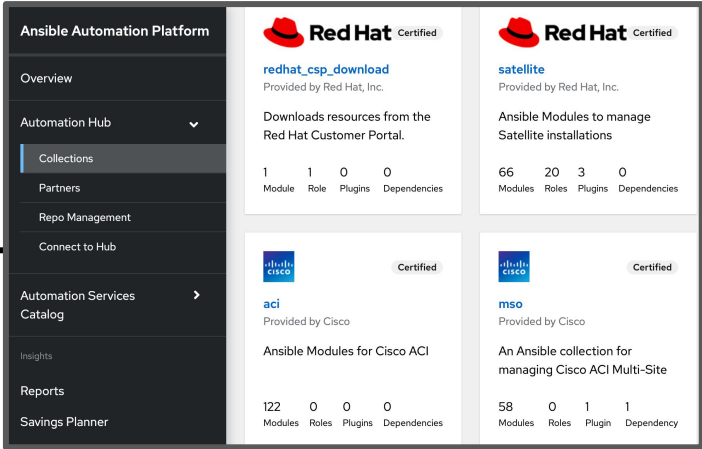 Ansible Automation Platform
Overview
Automation Hub
Collections
Partners
Repo Management
Connect to Hub
Automation Services
Catalog
Insights
Reports
Savings Planner
Red Hat Certified
redhat_csp_download
Provided by Red Hat, Inc.
Downloads resources from the
Red Hat Customer Portal.
1 1 0 0
Module Role Plugins Dependencies
Red Hat Certified
satellite
Provided by Red Hat, Inc.
Ansible Modules to manage
Satellite installations
66 20 3 0
Modules Roles Plugins Dependencies
CISCO Certified
aci
Provided by Cisco
Ansible Modules for Cisco ACI
122 0 0 0
Modules Roles Plugins Dependencies
CISCO Certified
mso
Provided by Cisco
An Ansible collection for
managing Cisco ACI Multi-Site
58 0 1 1
Modules Roles Plugin Dependency